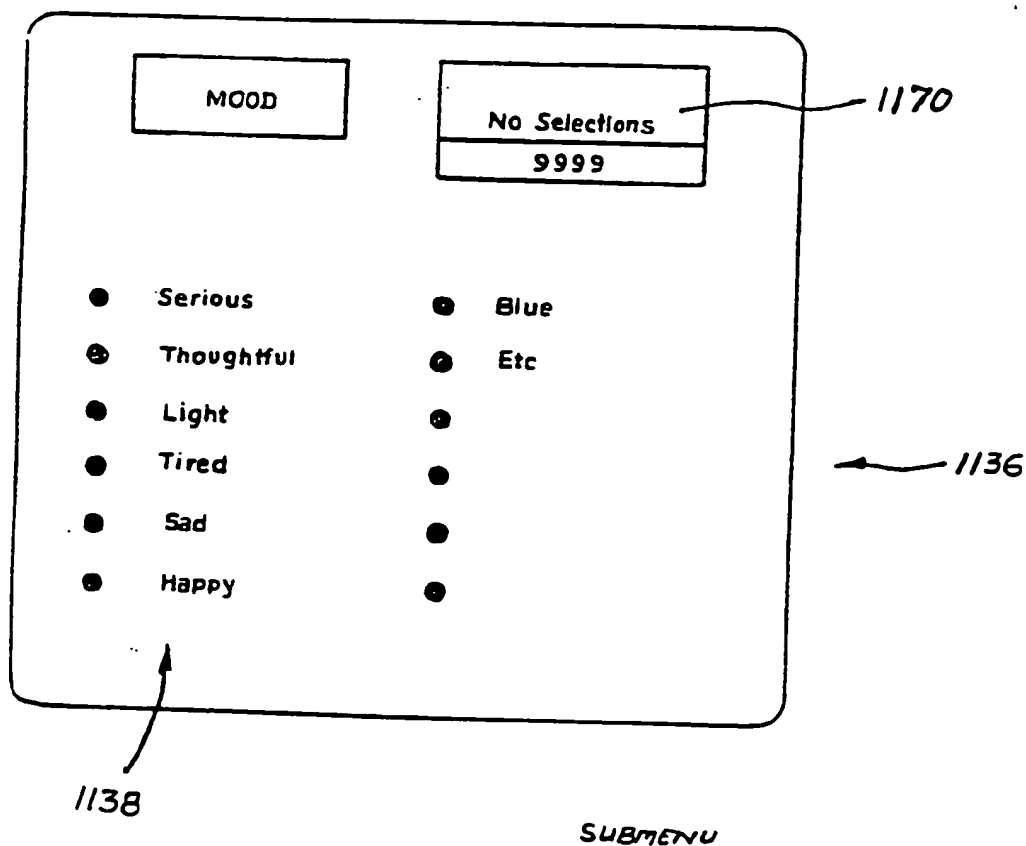 MOOD
No Selections
9999
1170
Serious
Thoughtful
Light
Tired
Sad
Happy
Blue
Etc
1136
1138
SUBMENU